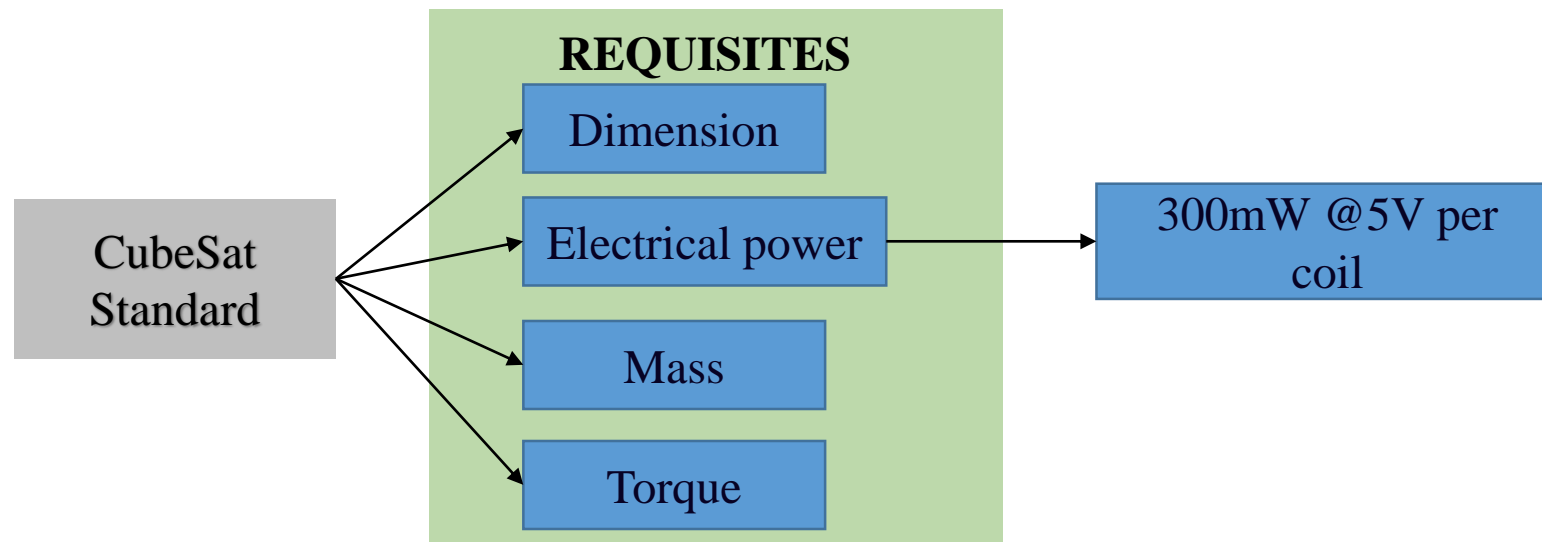 REQUISITES
Dimension
CubeSat
Standard
Electrical power
300mW @5V per
coil
Mass
Torque